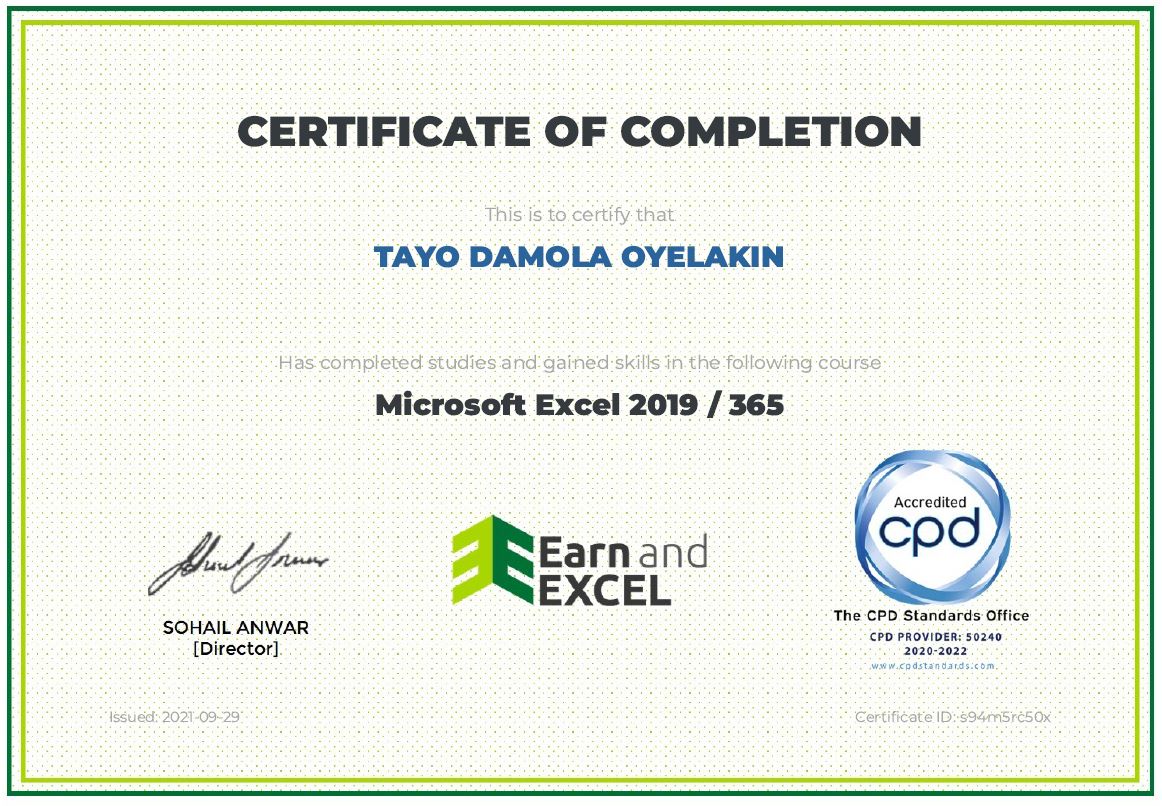 CERTIFICATE OF COMPLETION
This is to certify that
TAYO DAMOLA OYELAKIN
Has completed studies and gained skills in the following course
Microsoft Excel 2019 / 365
Accredited
cpd
Earn and
EXCEL
The CPD Standards Office
SOHAIL ANWAR
CPD PROVIDER: 50240
[Director]
2020-2022
www.cpdstandards.com
Issued: 2021-09-29
Certificate ID: s94m5rc50x